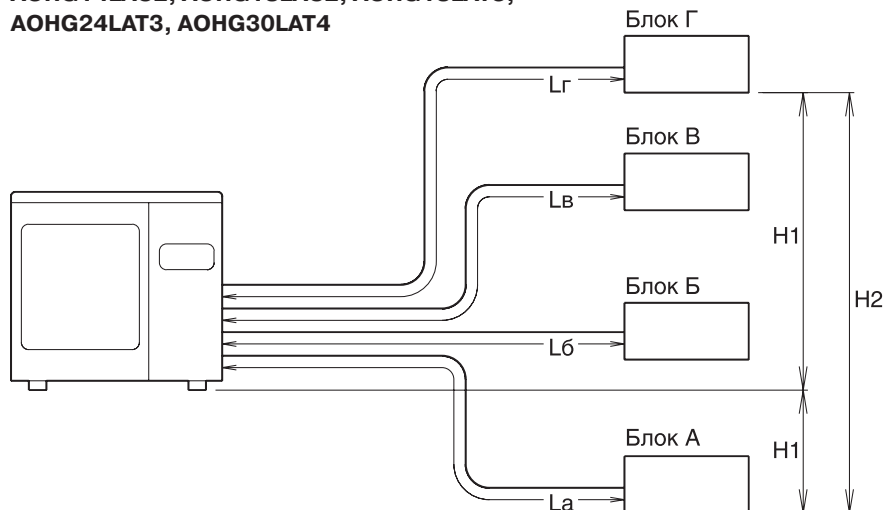 AOHG24LAT3, AOHG30LAT4
Блок Г
Lг
Блок В
Lв
H1
Блок Б
H2
Lб
Блок А
H1
Lа